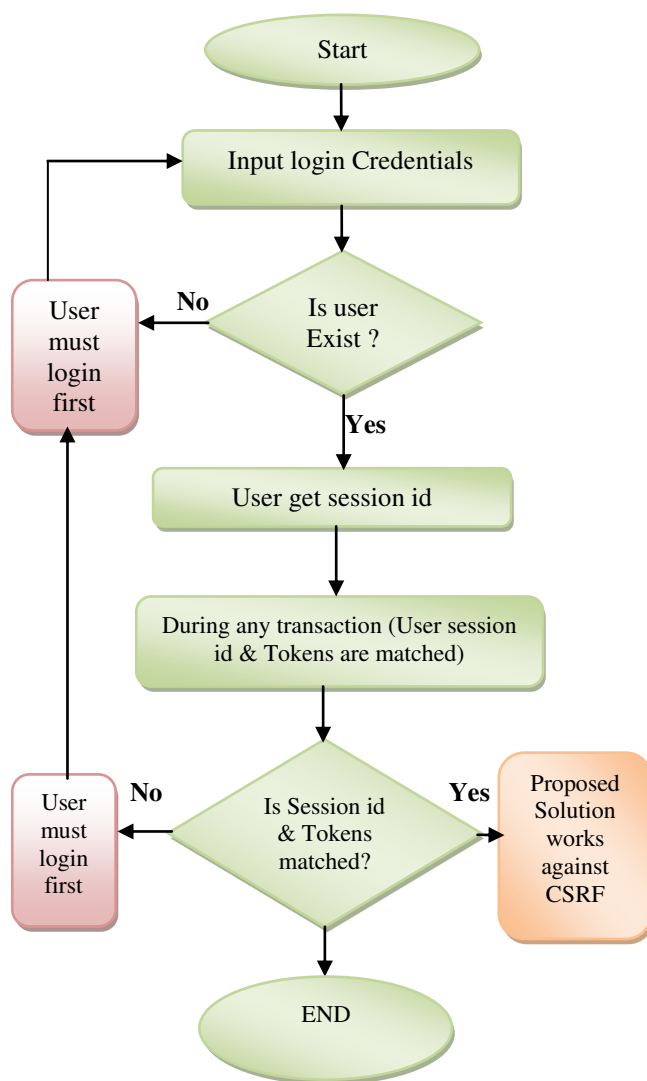 Start
Input login Credentials
No
User
must
login
first
Is user
Exist ?
Yes
User get session id
During any transaction (User session
id & Tokens are matched)
No
User
must
login
first
Is Session id
& Tokens
matched?
Yes
Proposed
Solution
works
against
CSRF
END